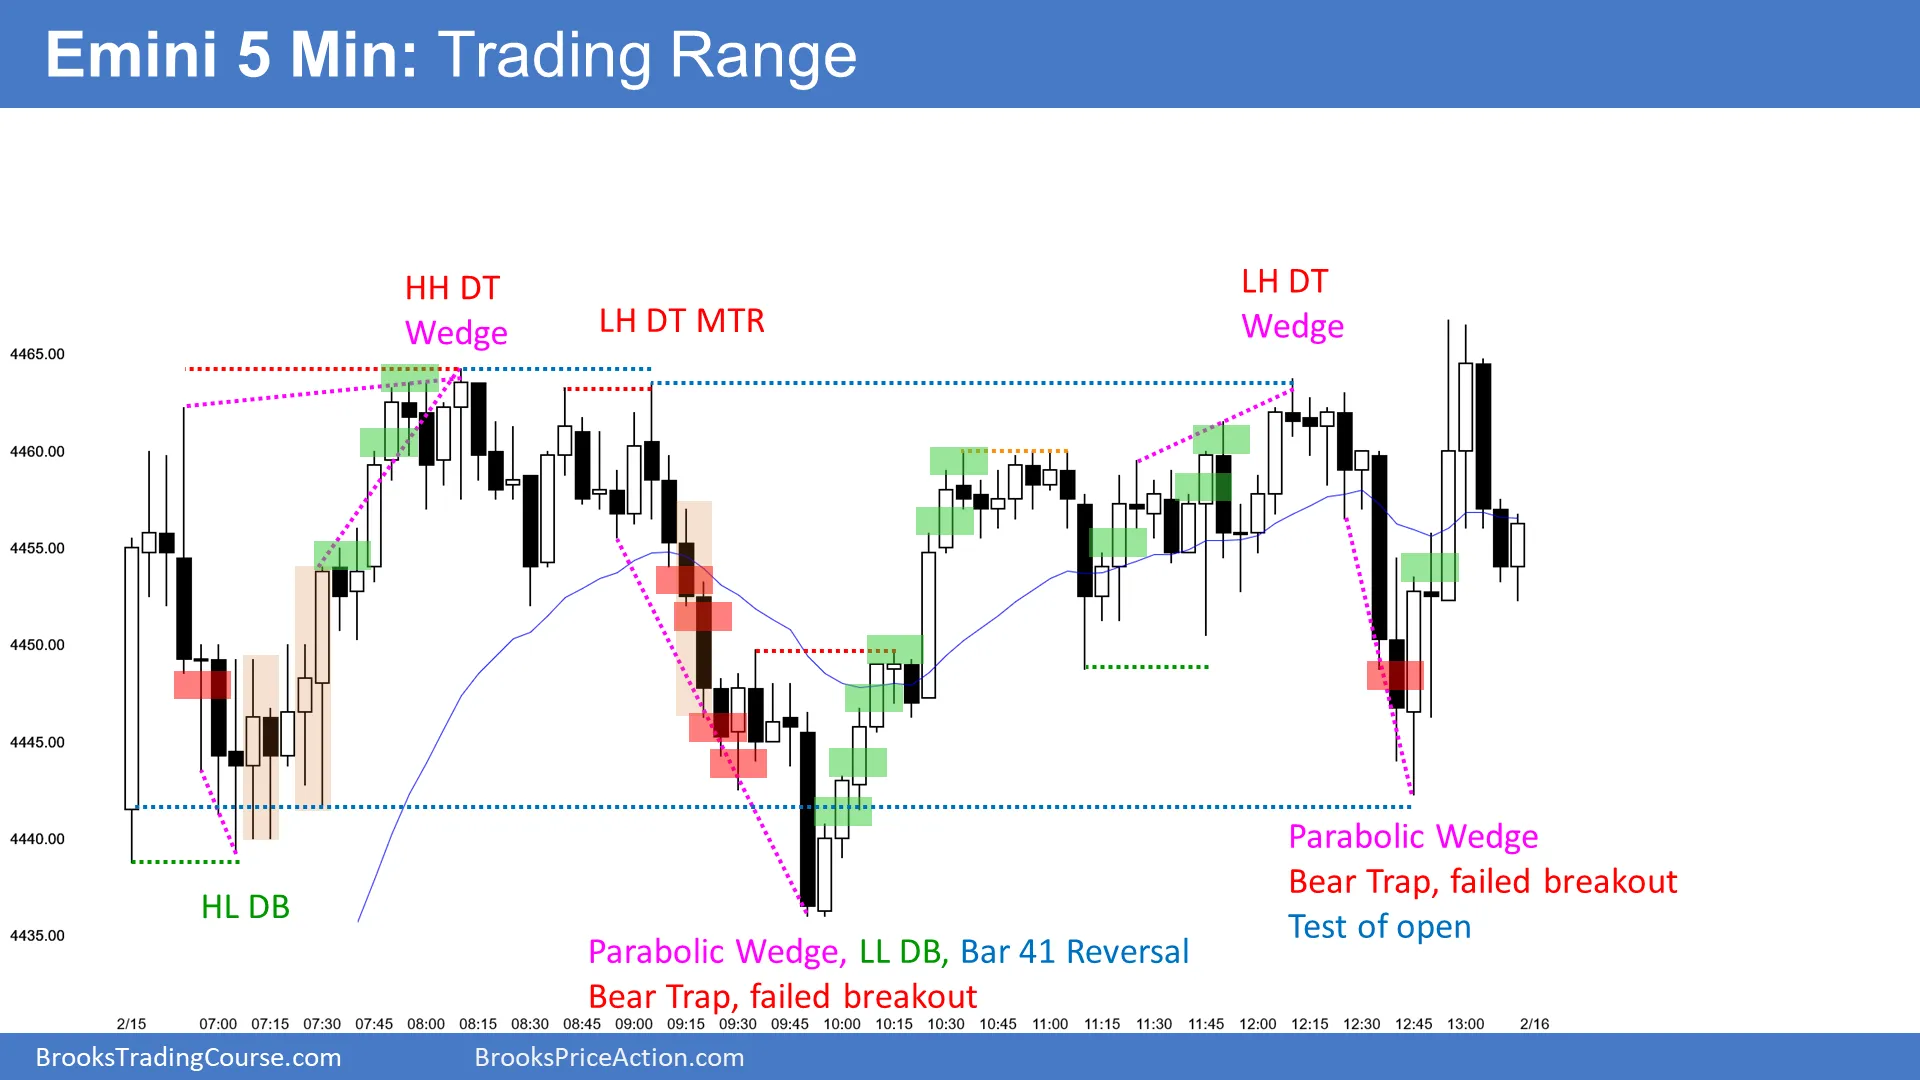 Emini 5 Min: Trading Range
HH DT
Wedge
LH DT MTR
LH DT
Wedge
4465.00
4460.00
4455.00
4450.00
4445.00
4440.00
4435.00
HL DB
Parabolic Wedge, LL DB, Bar 41 Reversal
Bear Trap, failed breakout
Parabolic Wedge
Bear Trap, failed breakout
Test of open
2/15 07:00 07:15 07:30 07:45 08:00 08:15 08:30 08:45 09:00 09:15 09:30 09:45 10:00 10:15 10:30 10:45 11:00 11:15 11:30 11:45 12:00 12:15 12:30 12:45 13:00 2/16
BrooksTradingCourse.com BrooksPriceAction.com